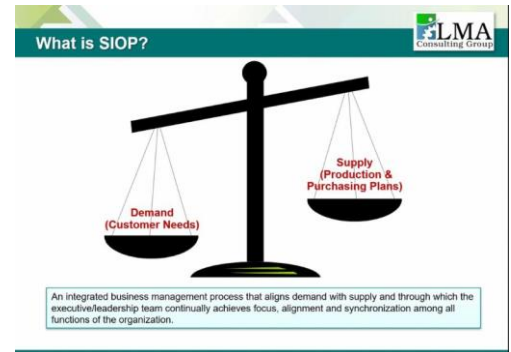 What is SIOP?
LMA
Consulting Group
Supply
(Production &
Purchasing Plans)
Demand
(Customer Needs)
An integrated business management process that aligns demand with supply and through which the
executive/leadership team continually achieves focus, alignment and synchronization among all
functions of the organization.